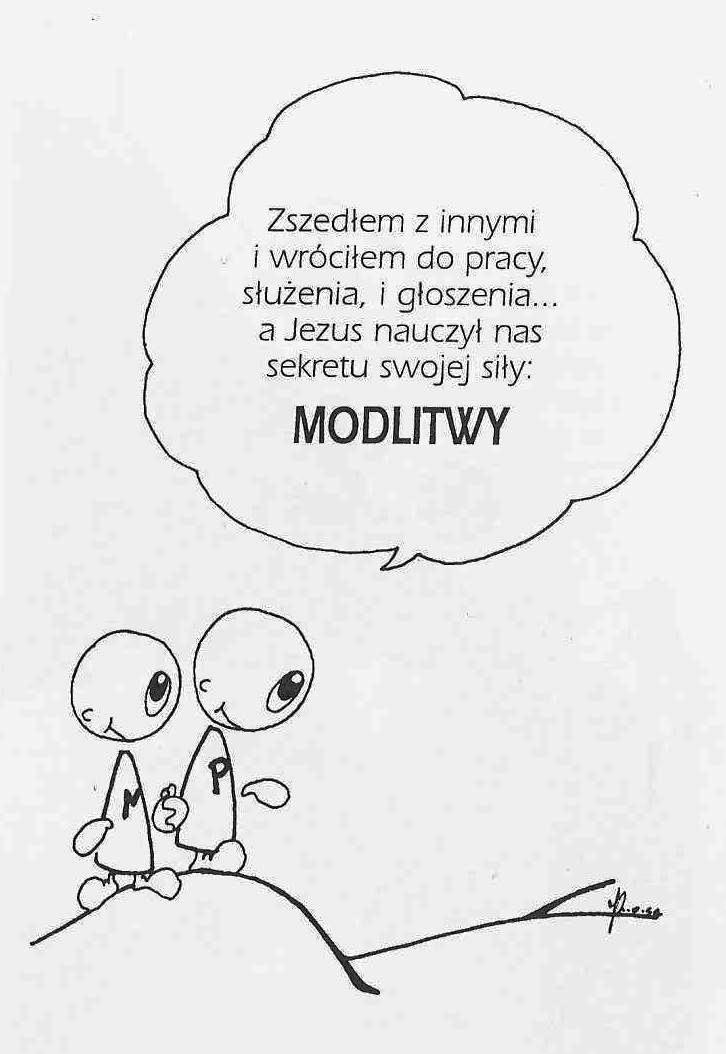 Zszedłem z innymi
i wróciłem do pracy,
służenia, i głoszenia...
a Jezus nauczył nas
sekretu swojej siły:
MODLITWY
M
P